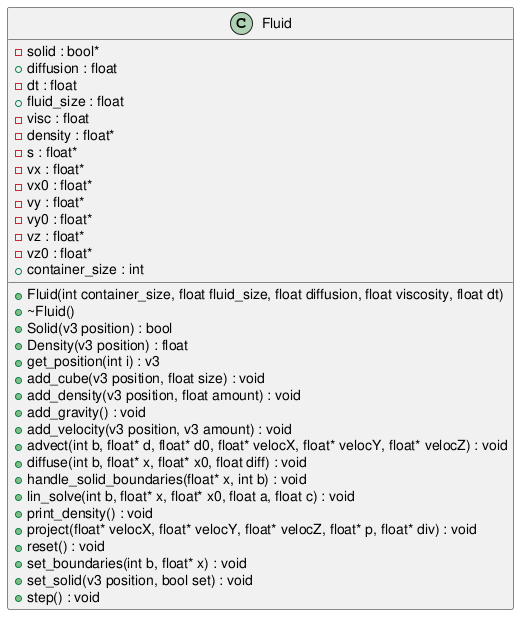 C Fluid
solid : bool*
diffusion : float
dt : float
fluid_size : float
visc : float
density : float*
s : float*
vx : float*
vx0 : float*
vy : float*
vy0 : float*
vz : float*
vz0 : float*
container_size : int
Fluid(int container_size, float fluid_size, float diffusion, float viscosity, float dt)
~Fluid()
Solid(v3 position) : bool
Density(v3 position) : float
get_position(int i) : v3
add_cube(v3 position, float size) : void
add_density(v3 position, float amount) : void
add_gravity() : void
add_velocity(v3 position, v3 amount) : void
advect(int b, float* d, float* d0, float* velocX, float* velocY, float* velocZ) : void
diffuse(int b, float* x, float* x0, float diff) : void
handle_solid_boundaries(float* x, int b) : void
lin_solve(int b, float* x, float* x0, float a, float c) : void
print_density() : void
project(float* velocX, float* velocY, float* velocZ, float* p, float* div) : void
reset() : void
set_boundaries(int b, float* x) : void
set_solid(v3 position, bool set) : void
step() : void